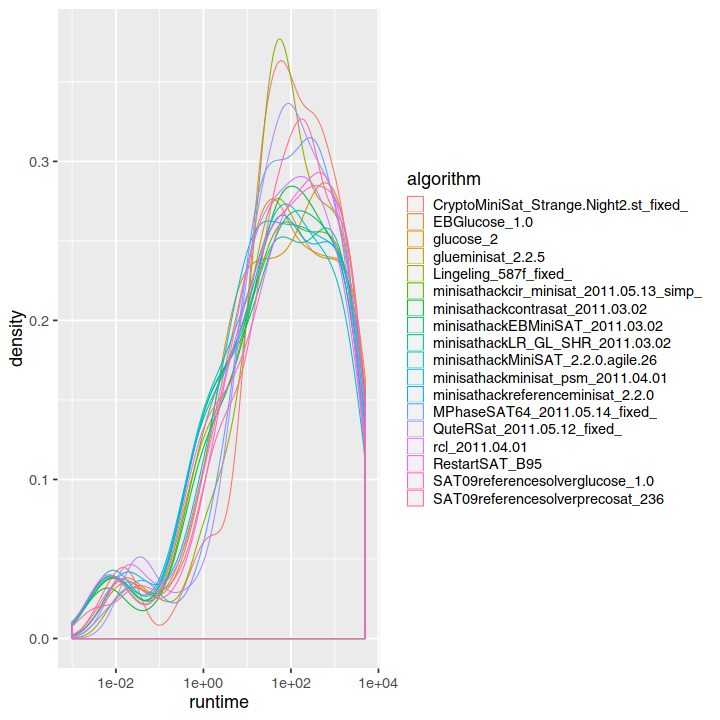 algorithm
CryptoMiniSat_Strange.Night2.st_fixed_
EBGlucose_1.0
glucose_2
glueminisat_2.2.5
Lingeling_587f_fixed_
minisathackcir_minisat_2011.05.13_simp_
minisathackcontrasat_2011.03.02
minisathackEBMiniSAT_2011.03.02
minisathackLR_GL_SHR_2011.03.02
minisathackMiniSAT_2.2.0.agile.26
minisathackminisat_psm_2011.04.01
minisathackreferenceminisat_2.2.0
MPhaseSAT64_2011.05.14_fixed_
QuteRSat_2011.05.12_fixed_
rcl_2011.04.01
RestartSAT_B95
SAT09referencesolverglucose_1.0
SAT09referencesolverprecosat_236
density
0.3
0.2
0.1
0.0
1e-02 1e+00 1e+02 1e+04
runtime